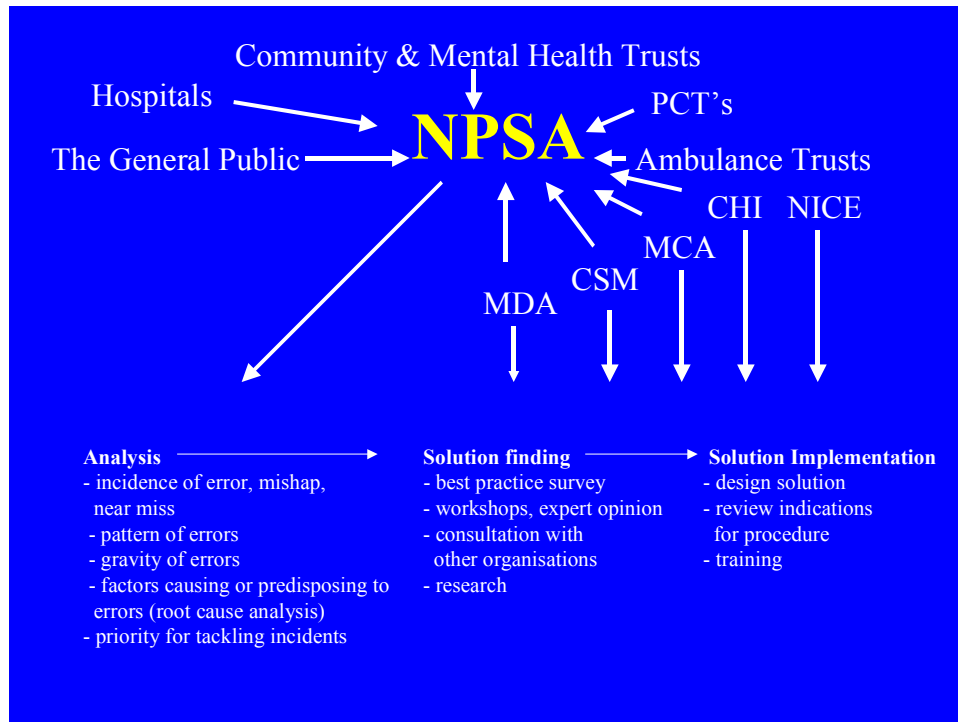 Community & Mental Health Trusts
Hospitals
PCT’s
NPSA
The General Public
Ambulance Trusts
CHI
NICE
MCA
CSM
MDA
Analysis
- incidence of error, mishap,
near miss
- pattern of errors
- gravity of errors
- factors causing or predisposing to
errors (root cause analysis)
- priority for tackling incidents
Solution finding
- best practice survey
- workshops, expert opinion
- consultation with
other organisations
- research
Solution Implementation
- design solution
- review indications
for procedure
- training